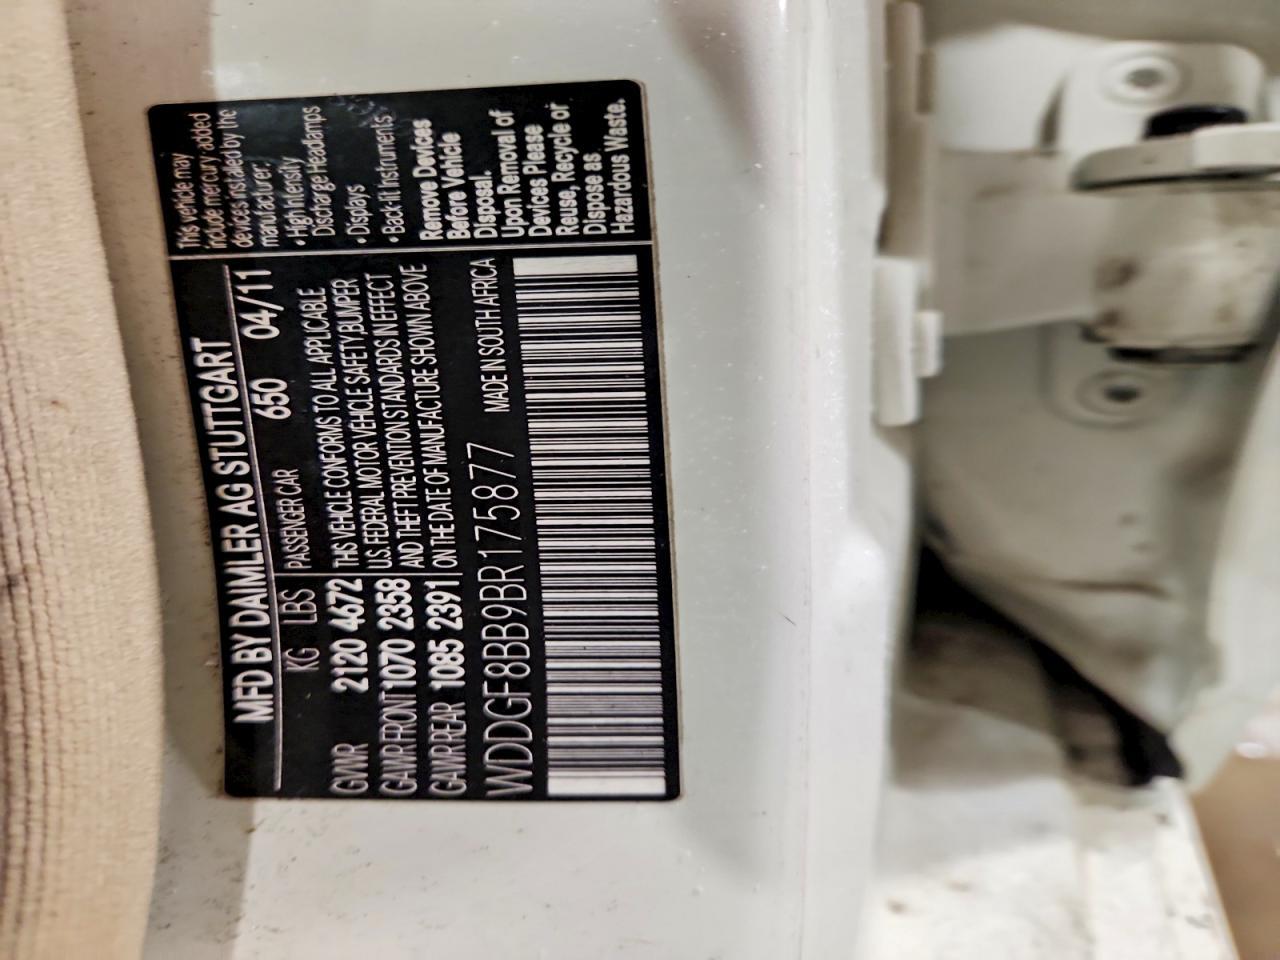 MFD BY DAIMLER AG STUTTGART
KG LBS PASSENGER CAR 650 04/11
GVWR 2120 4672
GAWR FRONT 1070 2358
GAWR REAR 1085 2391
THIS VEHICLE CONFORMS TO ALL APPLICABLE
U.S. FEDERAL MOTOR VEHICLE SAFETY,BUMPER
AND THEFT PREVENTION STANDARDS IN EFFECT
ON THE DATE OF MANUFACTURE SHOWN ABOVE
WDDGF8BB9BR175877 MADE IN SOUTH AFRICA
This vehicle may
include mercury added
devices installed by the
manufacturer:
• High Intensity
Discharge Headlamps
• Displays
• Back-lit Instruments
Remove Devices
Before Vehicle
Disposal.
Upon Removal of
Devices Please
Reuse, Recycle or
Dispose as
Hazardous Waste.